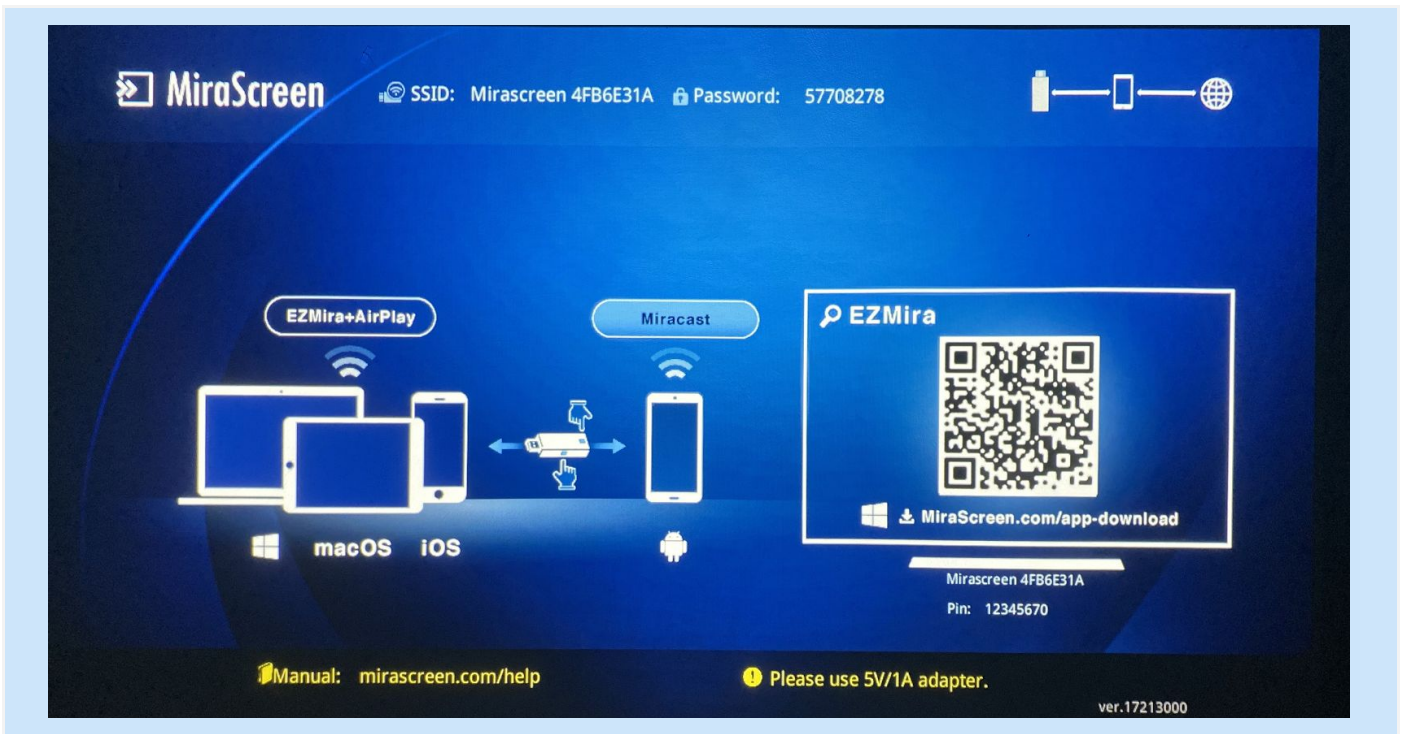 MiraScreen
SSID: Mirascreen 4FB6E31A Password: 57708278
EZMira+AirPlay
Miracast
EZMira
MiraScreen.com/app-download
macOS iOS
Mirascreen 4FB6E31A
Pin: 12345670
Manual: mirascreen.com/help
Please use 5V/1A adapter.
ver.17213000